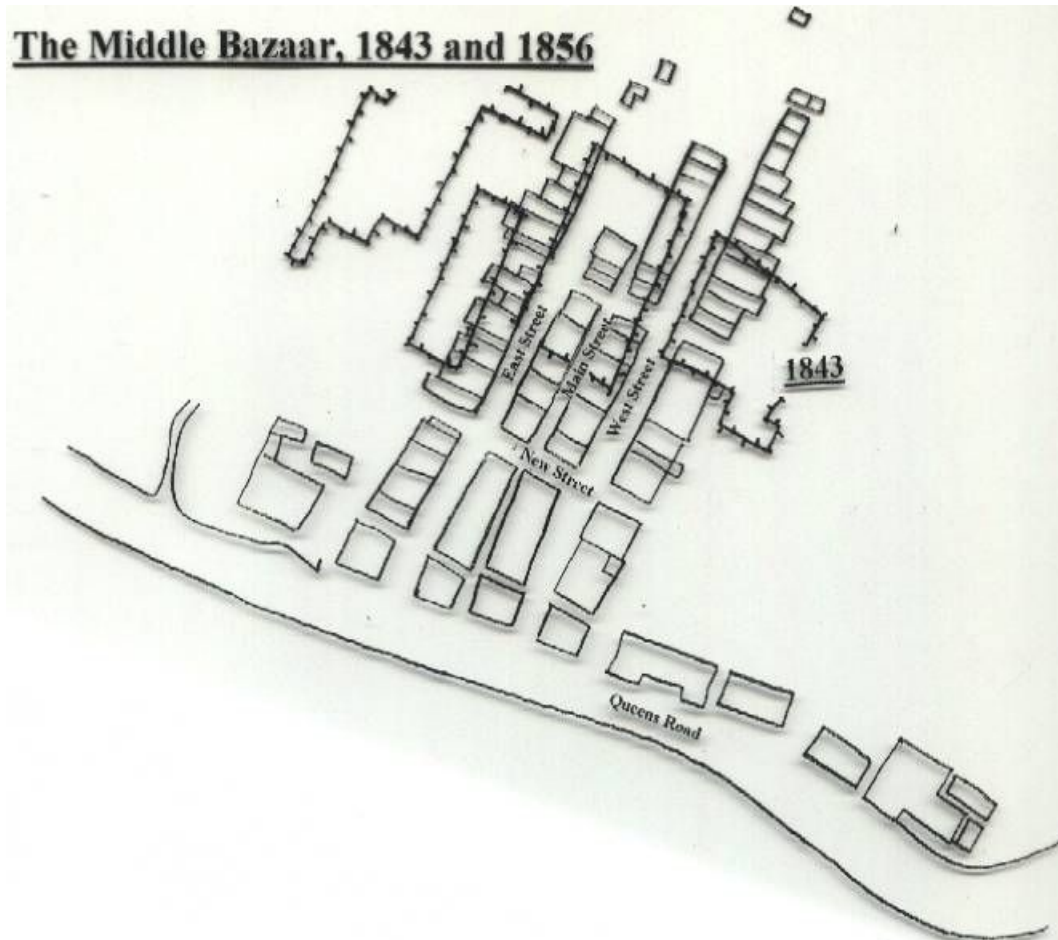 The Middle Bazaar, 1843 and 1856
East Street
Main Street
West Street
1843
New Street
Queens Road